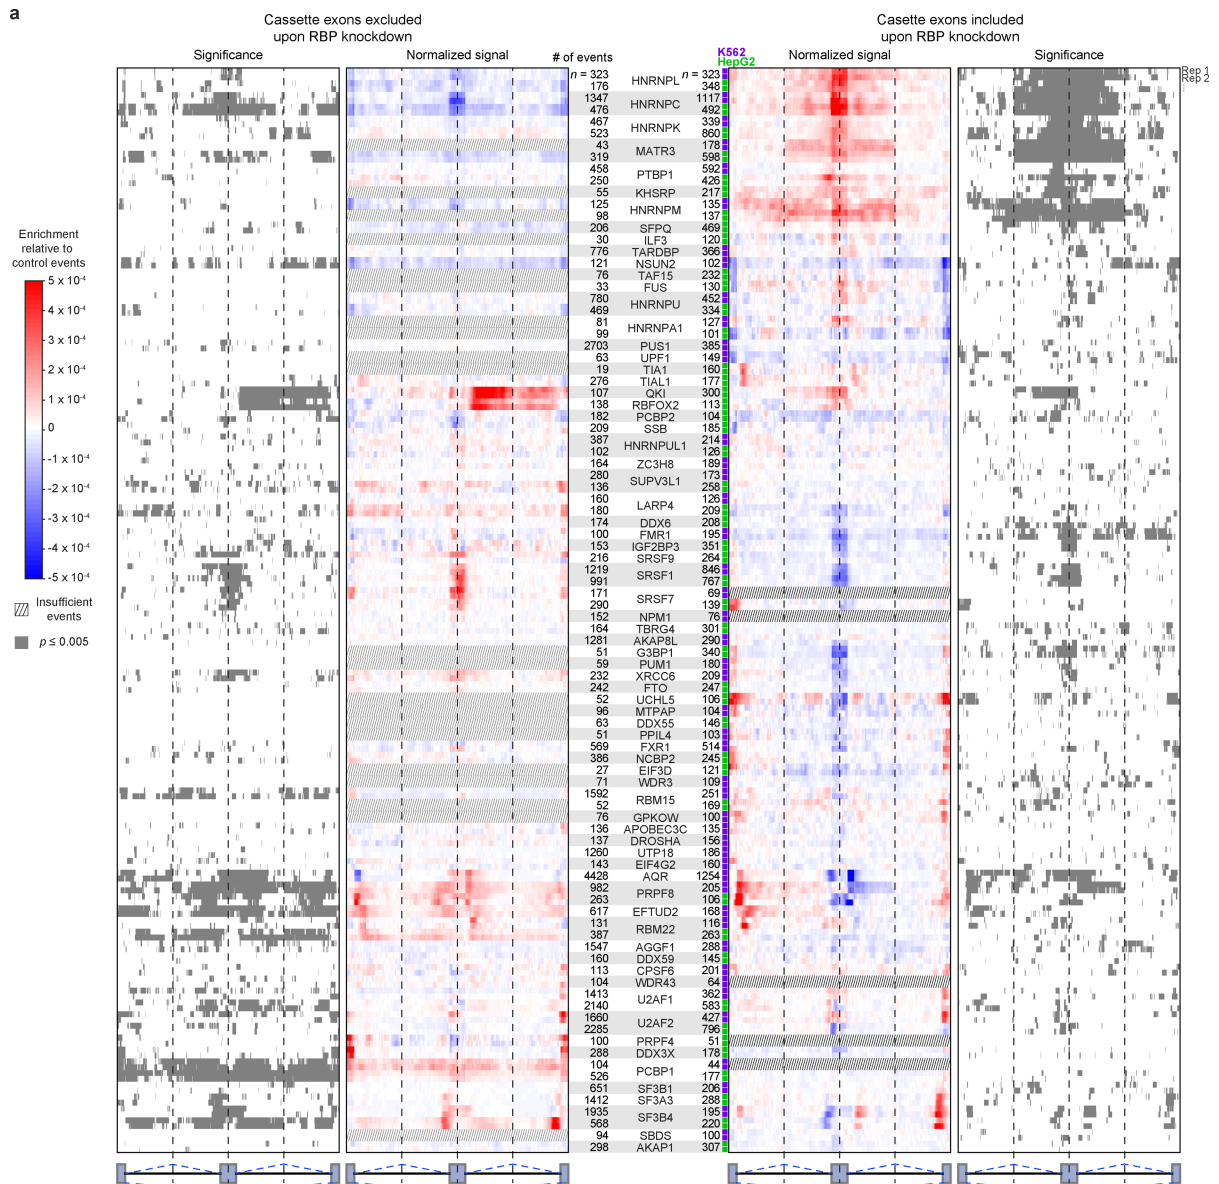 a
Cassette exons excluded
upon RBP knockdown
Casette exons included
upon RBP knockdown
Significance
Normalized signal
# of events
K562
HepG2
Normalized signal
Significance
Rep 1
Rep 2
n = 323 HNRNPL n = 323
176 348
1347 HNRNPC 1117
476 492
467 HNRNPK 339
523 860
43 MATR3 178
319 598
458 PTBP1 592
250 426
55 KHSRP 217
125 HNRNPM 135
98 137
206 SFPQ 469
30 ILF3 120
776 TARDBP 366
121 NSUN2 102
76 TAF15 232
33 FUS 130
780 HNRNPU 452
469 334
81 HNRNPA1 127
99 101
2703 PUS1 385
63 UPF1 149
19 TIA1 160
276 TIAL1 177
107 QKI 300
138 RBFOX2 113
182 PCBP2 104
209 SSB 185
387 HNRNPUL1 214
102 126
164 ZC3H8 189
280 SUPV3L1 173
136 258
160 LARP4 126
180 209
174 DDX6 208
100 FMR1 195
153 IGF2BP3 351
216 SRSF9 264
1219 SRSF1 846
991 767
171 SRSF7 69
290 139
152 NPM1 76
164 TBRG4 301
1281 AKAP8L 290
51 G3BP1 340
59 PUM1 180
232 XRCC6 209
242 FTO 247
52 UCHL5 106
96 MTPAP 104
63 DDX55 146
51 PPIL4 103
569 FXR1 514
386 NCBP2 245
27 EIF3D 121
71 WDR3 109
1592 RBM15 251
52 169
76 GPKOW 100
136 APOBEC3C 135
137 DROSHA 156
1260 UTP18 186
143 EIF4G2 160
4428 AQR 1254
982 PRPF8 205
263 106
617 EFTUD2 168
131 RBM22 116
387 263
1547 AGGF1 288
160 DDX59 145
113 CPSF6 201
104 WDR43 64
1413 U2AF1 362
2140 583
1660 U2AF2 427
2285 796
100 PRPF4 51
288 DDX3X 178
104 PCBP1 44
526 177
651 SF3B1 206
1412 SF3A3 288
1935 SF3B4 195
568 220
94 SBDS 100
298 AKAP1 307
Enrichment
relative to
control events
5 x 10⁻⁴
4 x 10⁻⁴
3 x 10⁻⁴
2 x 10⁻⁴
1 x 10⁻⁴
0
-1 x 10⁻⁴
-2 x 10⁻⁴
-3 x 10⁻⁴
-4 x 10⁻⁴
-5 x 10⁻⁴
Insufficient
events
p ≤ 0.005